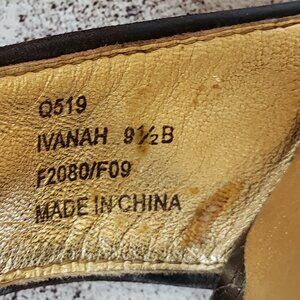 Q519
IVANAH 9½B
F2080/F09
MADE IN CHINA